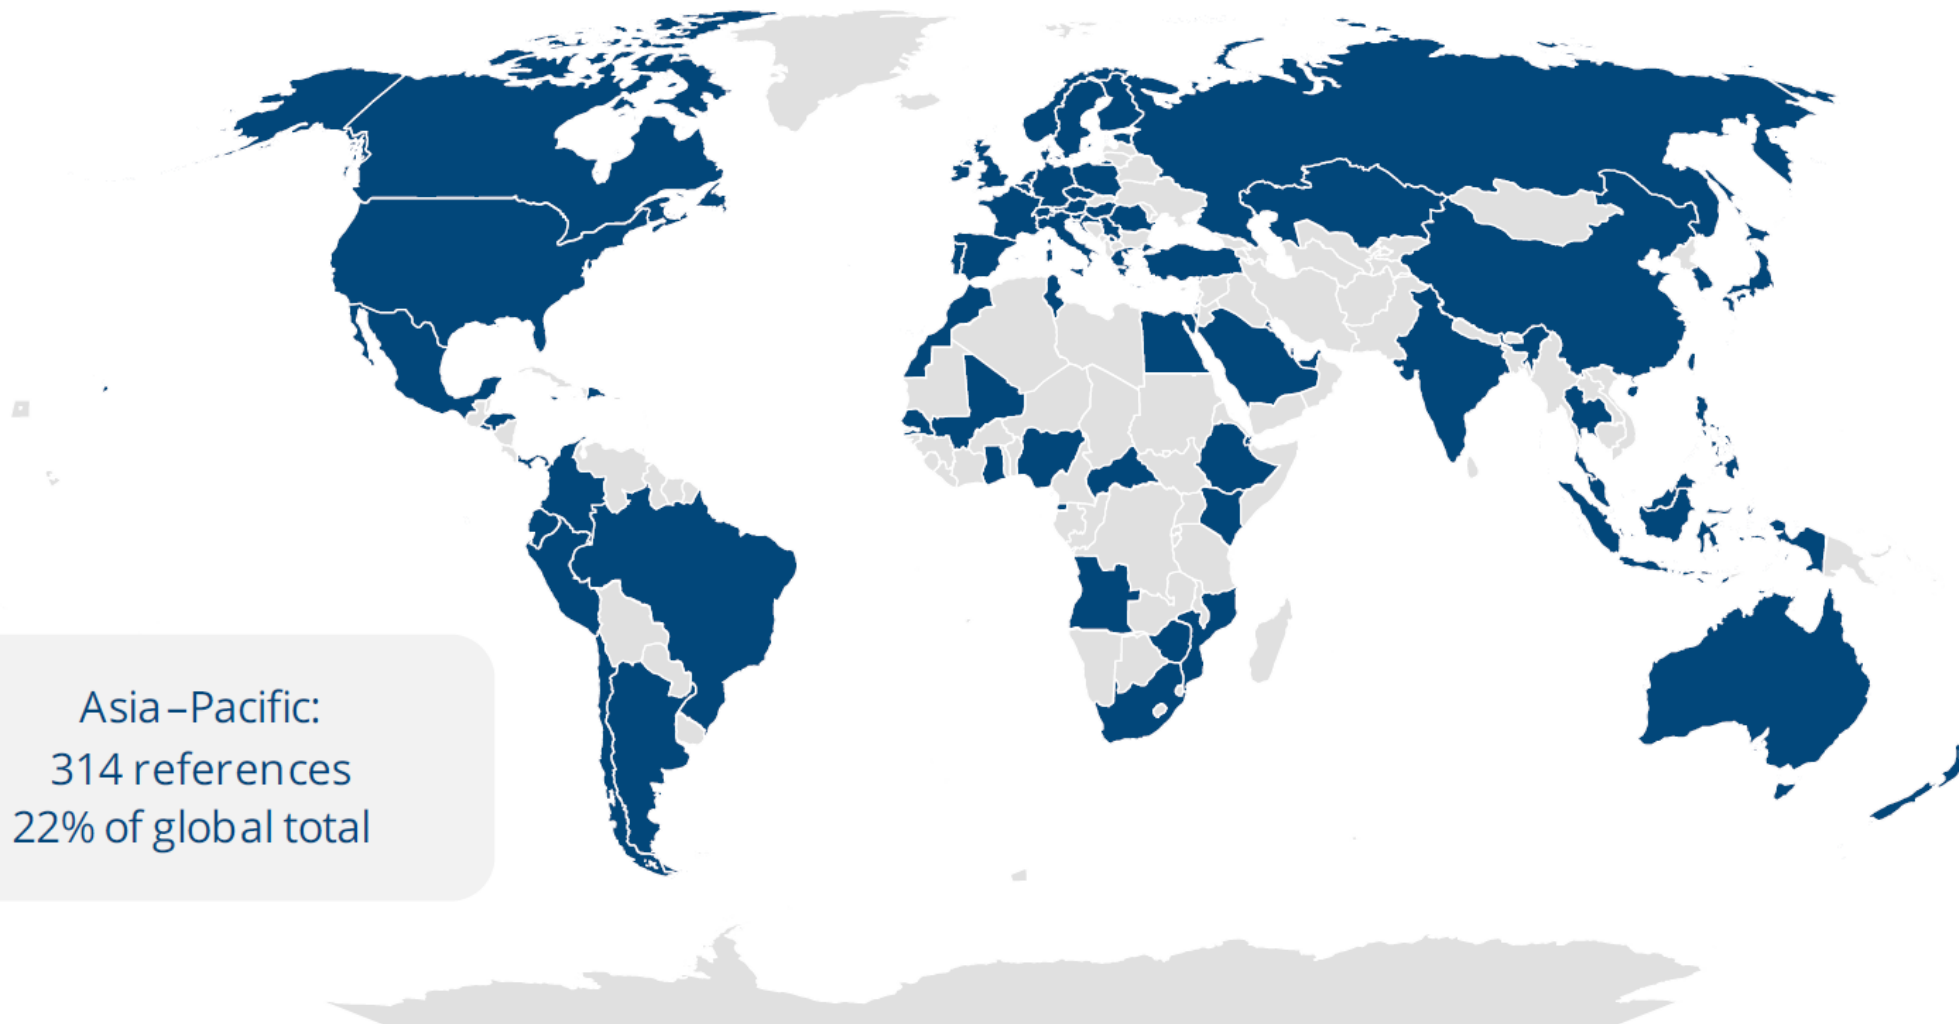 Asia–Pacific:
314 references
22% of global total